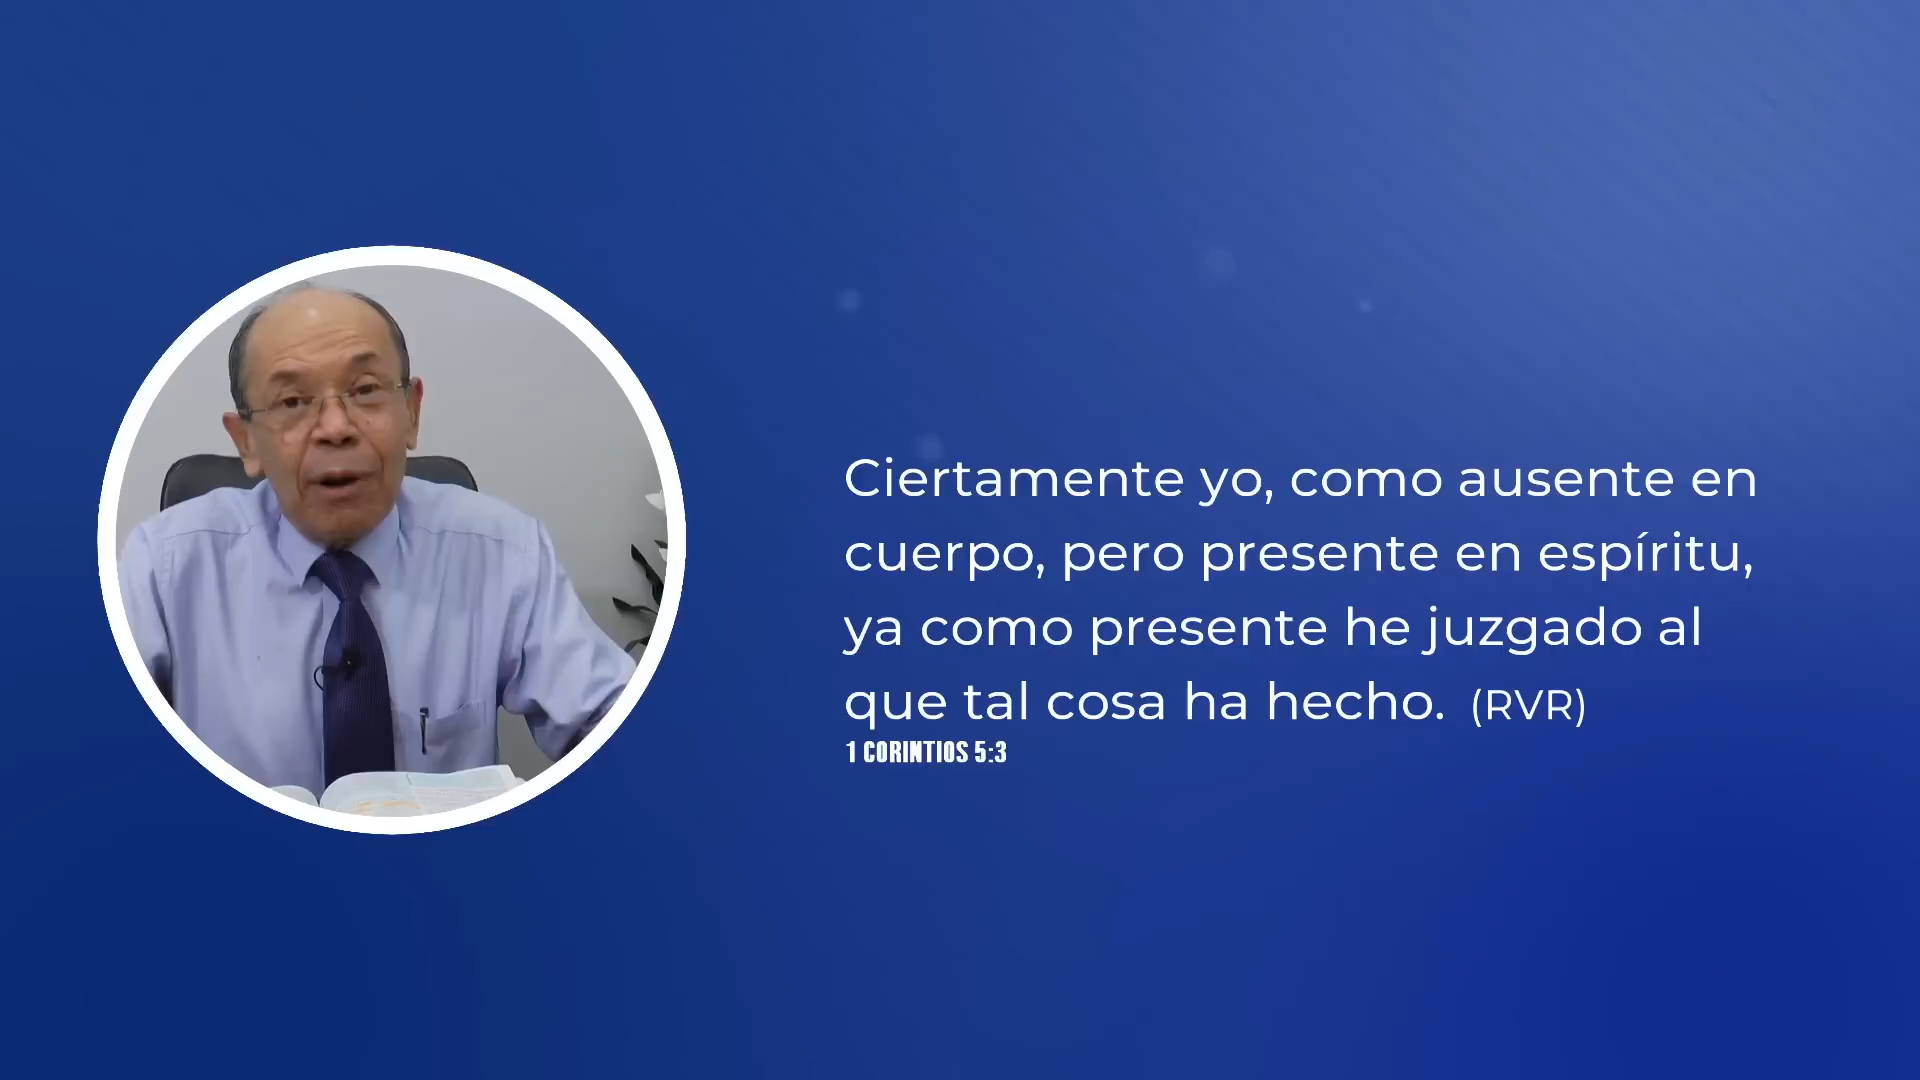 Ciertamente yo, como ausente en
cuerpo, pero presente en espíritu,
ya como presente he juzgado al
que tal cosa ha hecho. (RVR)
1 CORINTIOS 5:3